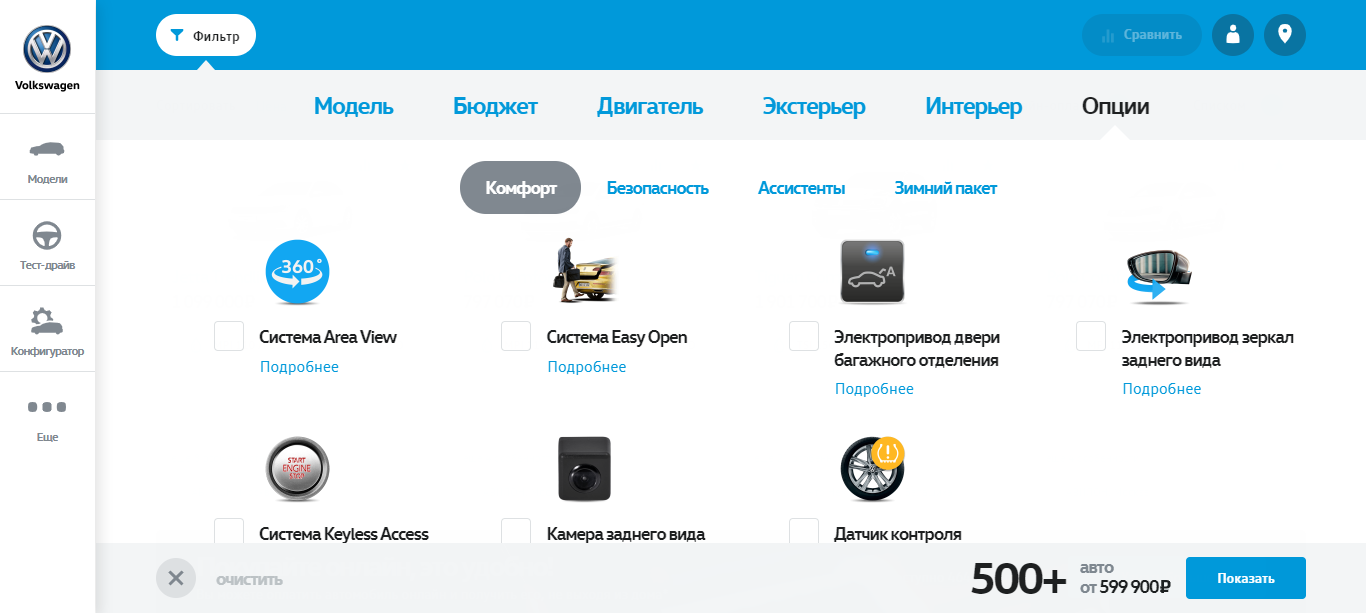 Фильтр
Сравнить
Volkswagen
Модели
Тест-драйв
Конфигуратор
Еще
Модель Бюджет Двигатель Экстерьер Интерьер Опции
Комфорт Безопасность Ассистенты Зимний пакет
360°
A
Система Area View
Подробнее
Система Easy Open
Подробнее
Электропривод двери
багажного отделения
Подробнее
Электропривод зеркал
заднего вида
Подробнее
START
ENGINE
STOP
Система Keyless Access
Камера заднего вида
Датчик контроля
очистить
500+
авто
от 599 900₽
Показать